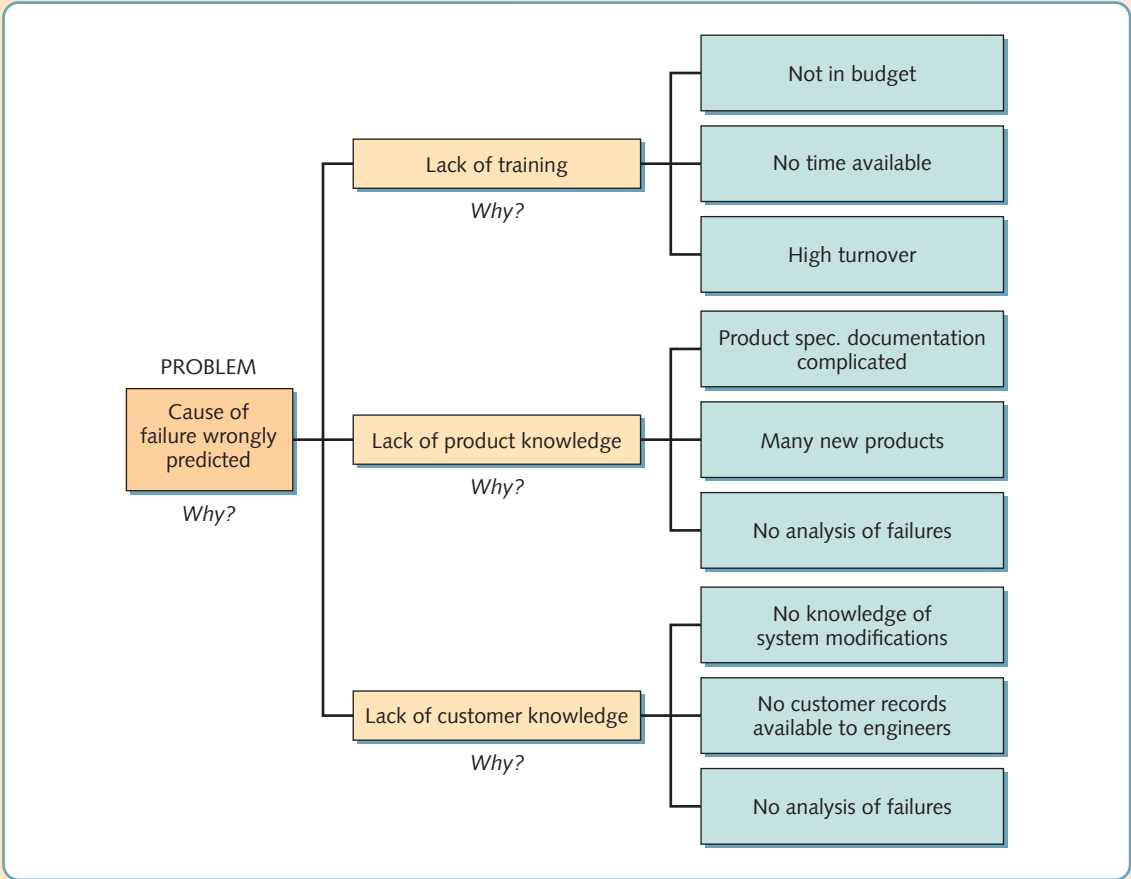 PROBLEM
Cause of
failure wrongly
predicted
Why?
Lack of training
Why?
Not in budget
No time available
High turnover
Lack of product knowledge
Why?
Product spec. documentation
complicated
Many new products
No analysis of failures
Lack of customer knowledge
Why?
No knowledge of
system modifications
No customer records
available to engineers
No analysis of failures